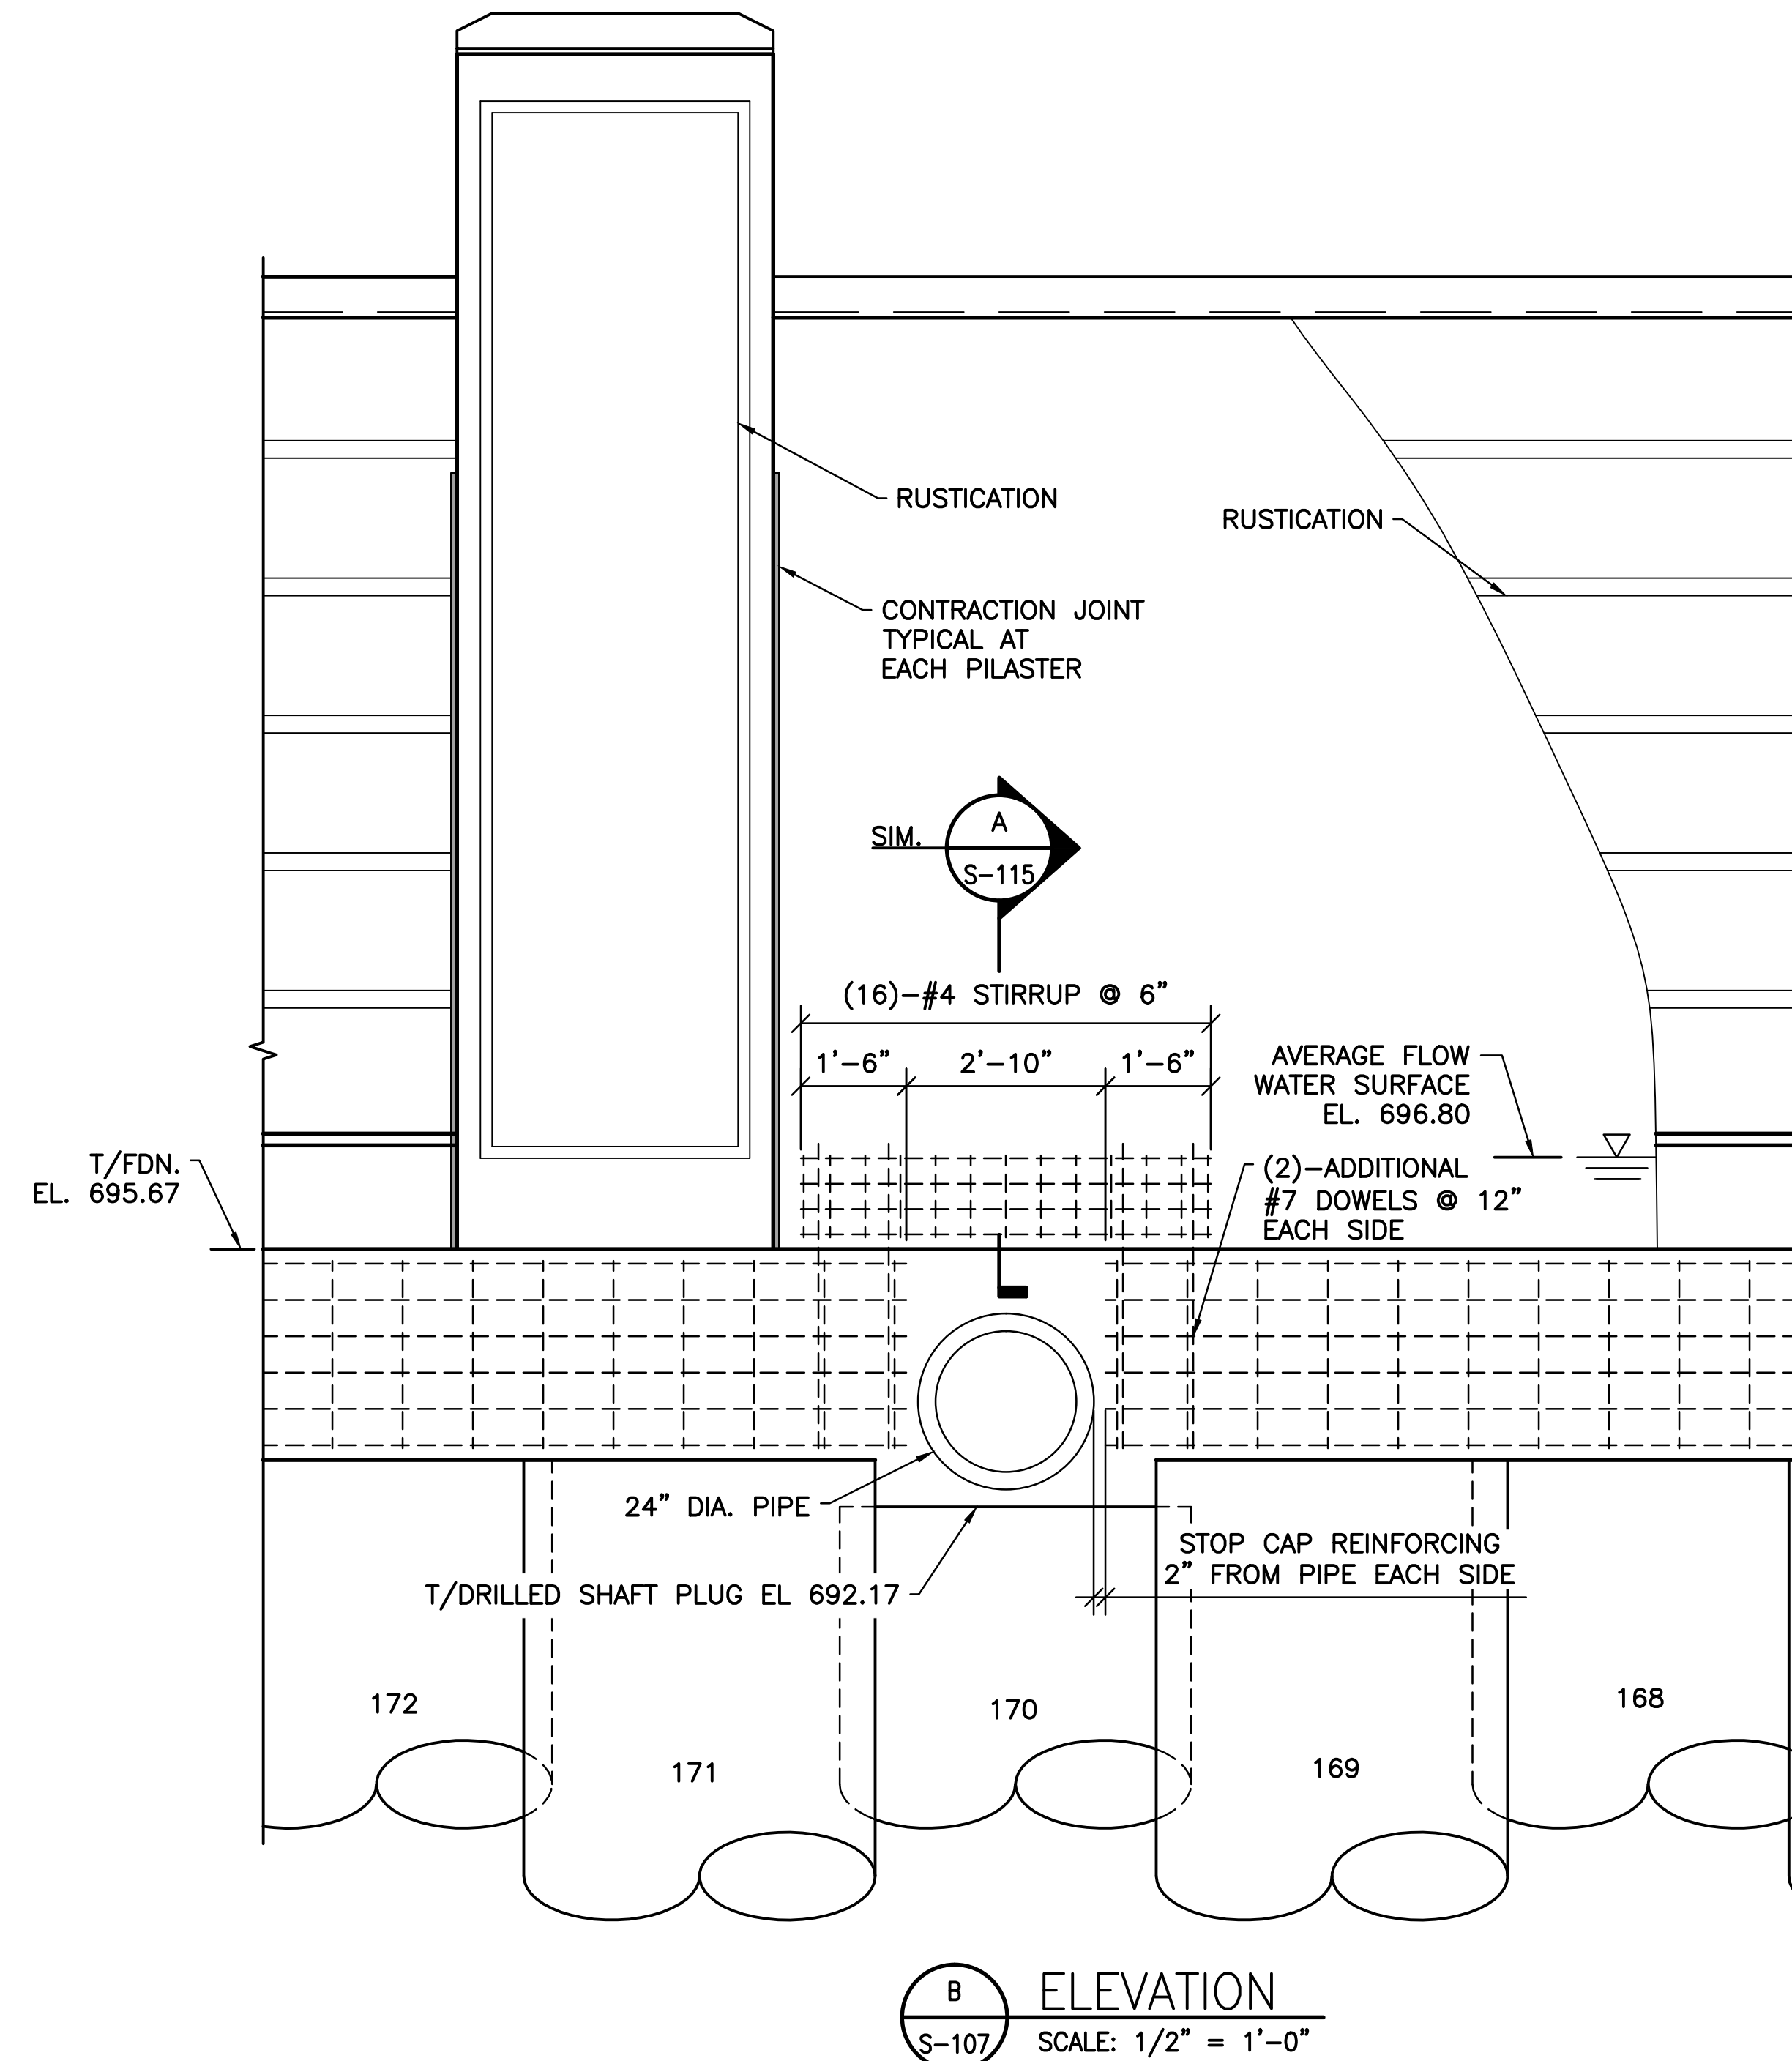 RUSTICATION
RUSTICATION
CONTRACTION JOINT
TYPICAL AT
EACH PILASTER
SIM.
A
S-115
(16)-#4 STIRRUP @ 6"
1'-6"
2'-10"
1'-6"
AVERAGE FLOW
WATER SURFACE
EL. 696.80
T/FDN.
EL. 695.67
(2)-ADDITIONAL
#7 DOWELS @ 12"
EACH SIDE
24" DIA. PIPE
STOP CAP REINFORCING
2" FROM PIPE EACH SIDE
T/DRILLED SHAFT PLUG EL 692.17
172
171
170
169
168
B
S-107
ELEVATION
SCALE: 1/2" = 1'-0"